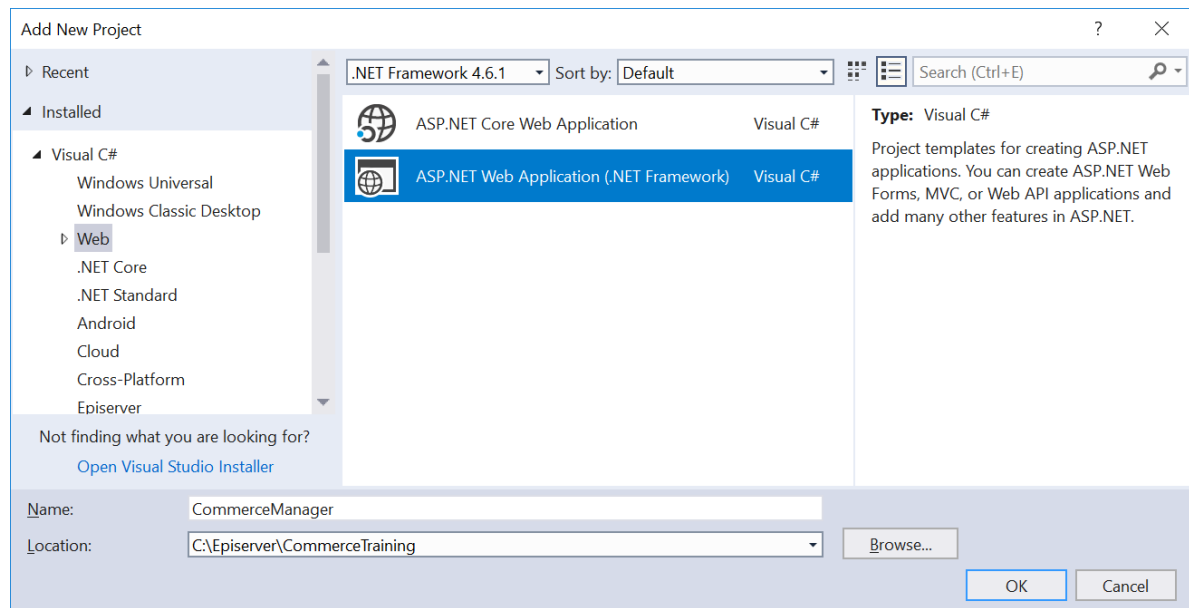 Add New Project
?
Recent
Installed
Visual C#
Windows Universal
Windows Classic Desktop
Web
.NET Core
.NET Standard
Android
Cloud
Cross-Platform
Episerver
Not finding what you are looking for?
Open Visual Studio Installer
.NET Framework 4.6.1
Sort by: Default
Search (Ctrl+E)
ASP.NET Core Web Application Visual C#
ASP.NET Web Application (.NET Framework) Visual C#
Type: Visual C#
Project templates for creating ASP.NET
applications. You can create ASP.NET Web
Forms, MVC, or Web API applications and
add many other features in ASP.NET.
Name: CommerceManager
Location: C:\Episerver\CommerceTraining
Browse...
OK Cancel